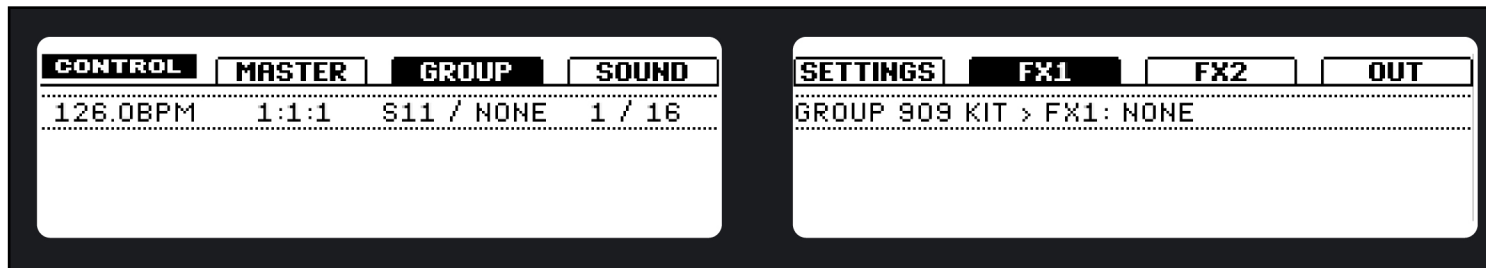 CONTROL MASTER GROUP SOUND
126.0BPM 1:1:1 S11 / NONE 1 / 16
SETTINGS FX1 FX2 OUT
GROUP 909 KIT > FX1: NONE